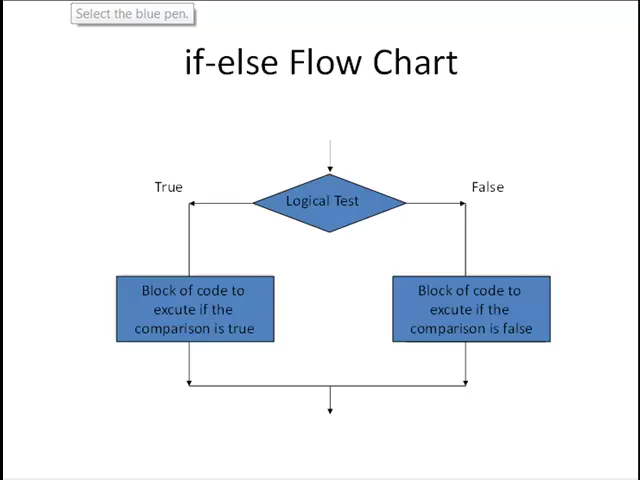 Select the blue pen.
if-else Flow Chart
True
False
Logical Test
Block of code to
excute if the
comparison is true
Block of code to
excute if the
comparison is false